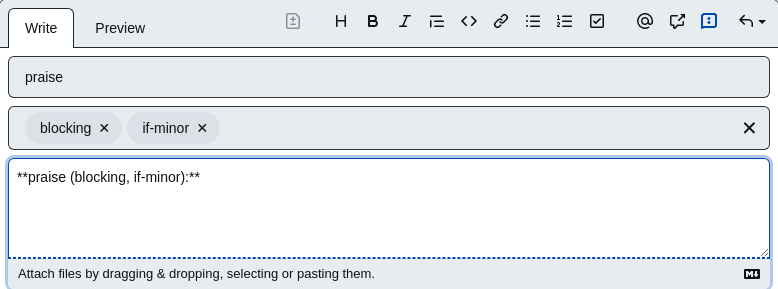 Write Preview
praise
blocking × if-minor ×
**praise (blocking, if-minor):**
Attach files by dragging & dropping, selecting or pasting them.